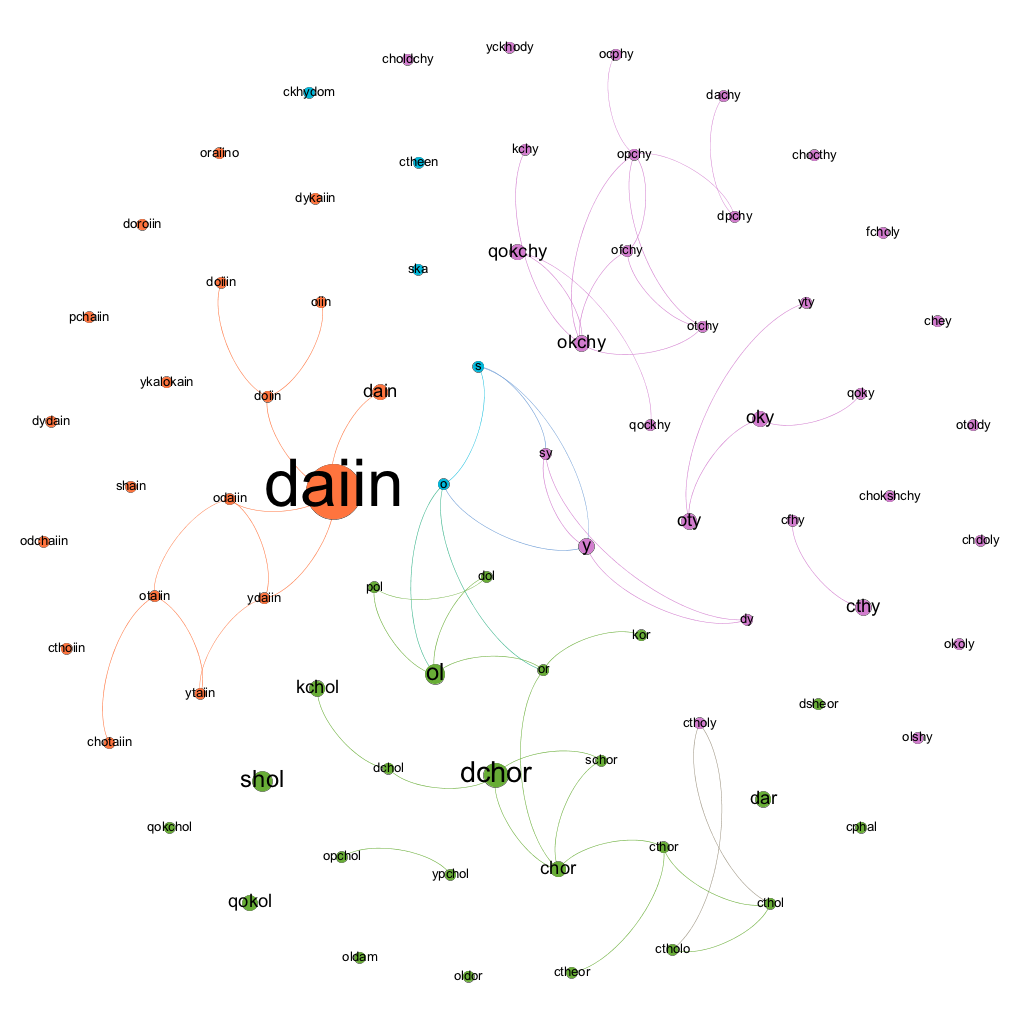 yckhody
ocphy
choldchy
ckhydom
dachy
kchy
opchy
oraiino
ctheen
chocthy
dykaiin
dpchy
doroiin
fcholy
qokchy
ofchy
ska
doiiin
oiin
yty
pchaiin
chey
otchy
okchy
s
ykalokain
dain
doiin
qoky
dydain
oky
qockhy
otoldy
sy
daiin
o
shain
odaiin
chokshchy
oty
cfhy
odchaiin
chdoly
y
dol
pol
otaiin
ydaiin
cthy
dy
kor
cthoiin
okoly
ol
or
kchol
ytaiin
dsheor
ctholy
olshy
chotaiin
schor
dchol
dchor
shol
dar
qokchol
cphal
cthor
opchol
chor
ypchol
qokol
cthol
ctholo
oldam
ctheor
oldor